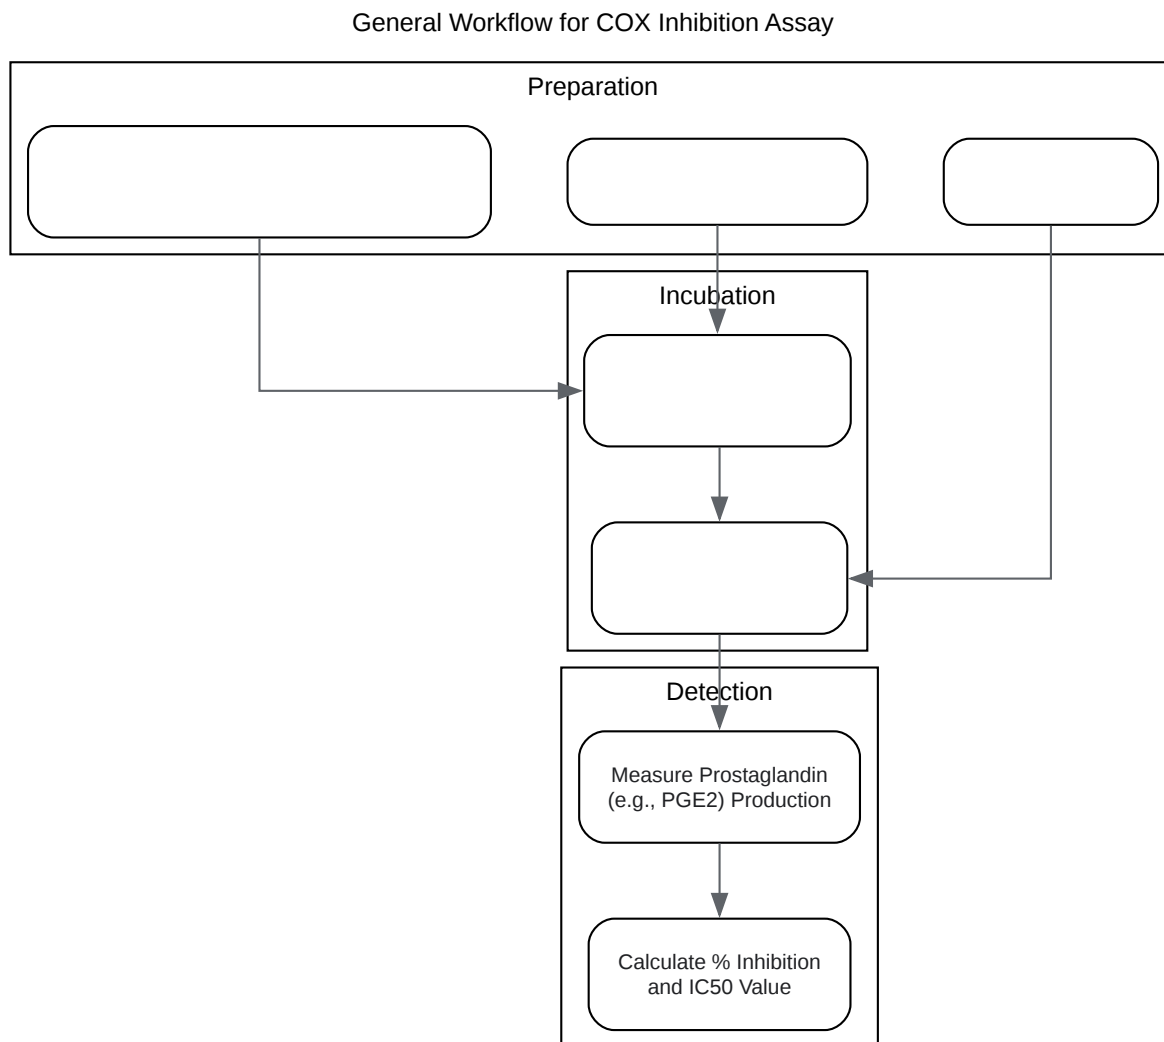 General Workflow for COX Inhibition Assay
Preparation
Incubation
Detection
Measure Prostaglandin
(e.g., PGE2) Production
Calculate % Inhibition
and IC50 Value